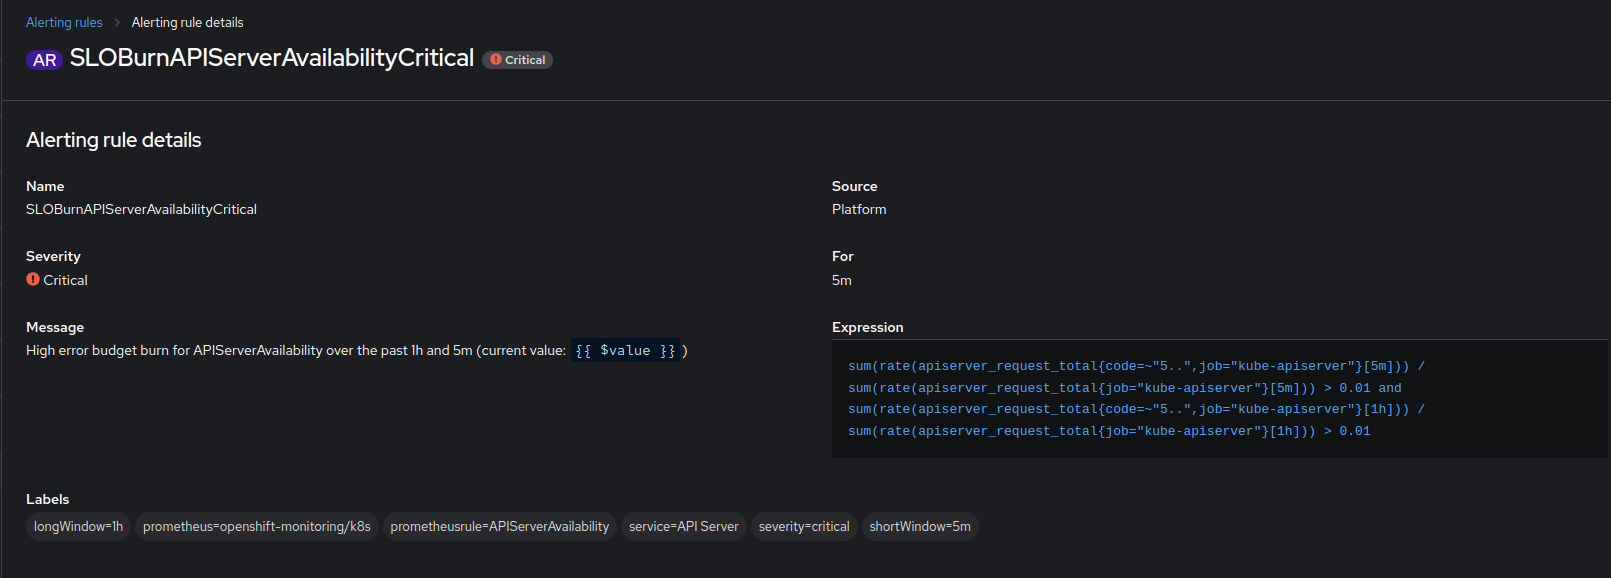 Alerting rules > Alerting rule details
AR SLOBurnAPIServerAvailabilityCritical Critical
Alerting rule details
Name
SLOBurnAPIServerAvailabilityCritical
Source
Platform
Severity
Critical
For
5m
Message
High error budget burn for APIServerAvailability over the past 1h and 5m (current value: {{ $value }} )
Expression
sum(rate(apiserver_request_total{code=~"5..",job="kube-apiserver"}[5m])) /
sum(rate(apiserver_request_total{job="kube-apiserver"}[5m])) > 0.01 and
sum(rate(apiserver_request_total{code=~"5..",job="kube-apiserver"}[1h])) /
sum(rate(apiserver_request_total{job="kube-apiserver"}[1h])) > 0.01
Labels
longWindow=1h prometheus=openshift-monitoring/k8s prometheusrule=APIServerAvailability service=API Server severity=critical shortWindow=5m